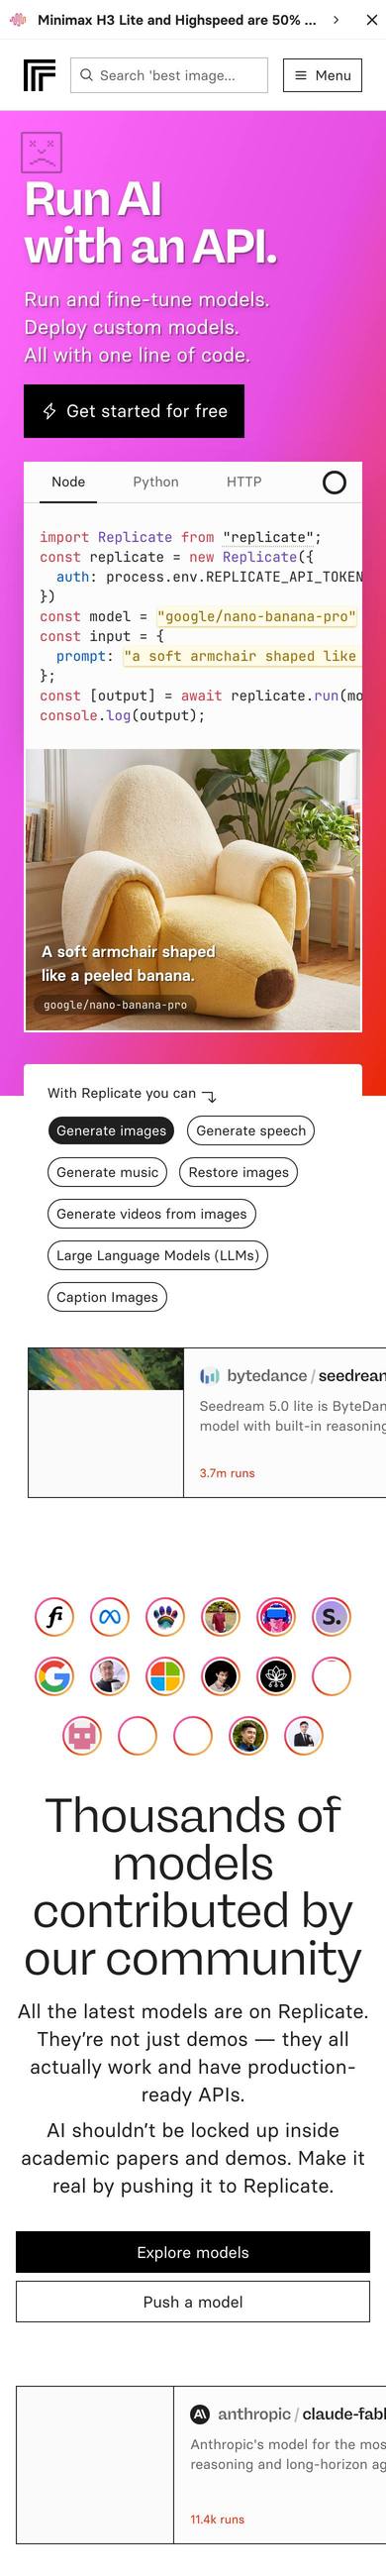 Minimax H3 Lite and Highspeed are 50% ...
Search 'best image...
Menu
Run AI
with an API.
Run and fine-tune models.
Deploy custom models.
All with one line of code.
Get started for free
Node Python HTTP
import Replicate from "replicate";
const replicate = new Replicate({
auth: process.env.REPLICATE_API_TOKEN
})
const model = "google/nano-banana-pro"
const input = {
prompt: "a soft armchair shaped like
};
const [output] = await replicate.run(mo
console.log(output);
A soft armchair shaped
like a peeled banana.
google/nano-banana-pro
With Replicate you can
Generate images Generate speech
Generate music Restore images
Generate videos from images
Large Language Models (LLMs)
Caption Images
bytedance / seedrean
Seedream 5.0 lite is ByteDan
model with built-in reasoning
3.7m runs
fi
S.
G
Thousands of
models
contributed by
our community
All the latest models are on Replicate.
They’re not just demos — they all
actually work and have production-
ready APIs.
AI shouldn’t be locked up inside
academic papers and demos. Make it
real by pushing it to Replicate.
Explore models
Push a model
anthropic / claude-fabl
Anthropic's model for the mos
reasoning and long-horizon ag
11.4k runs